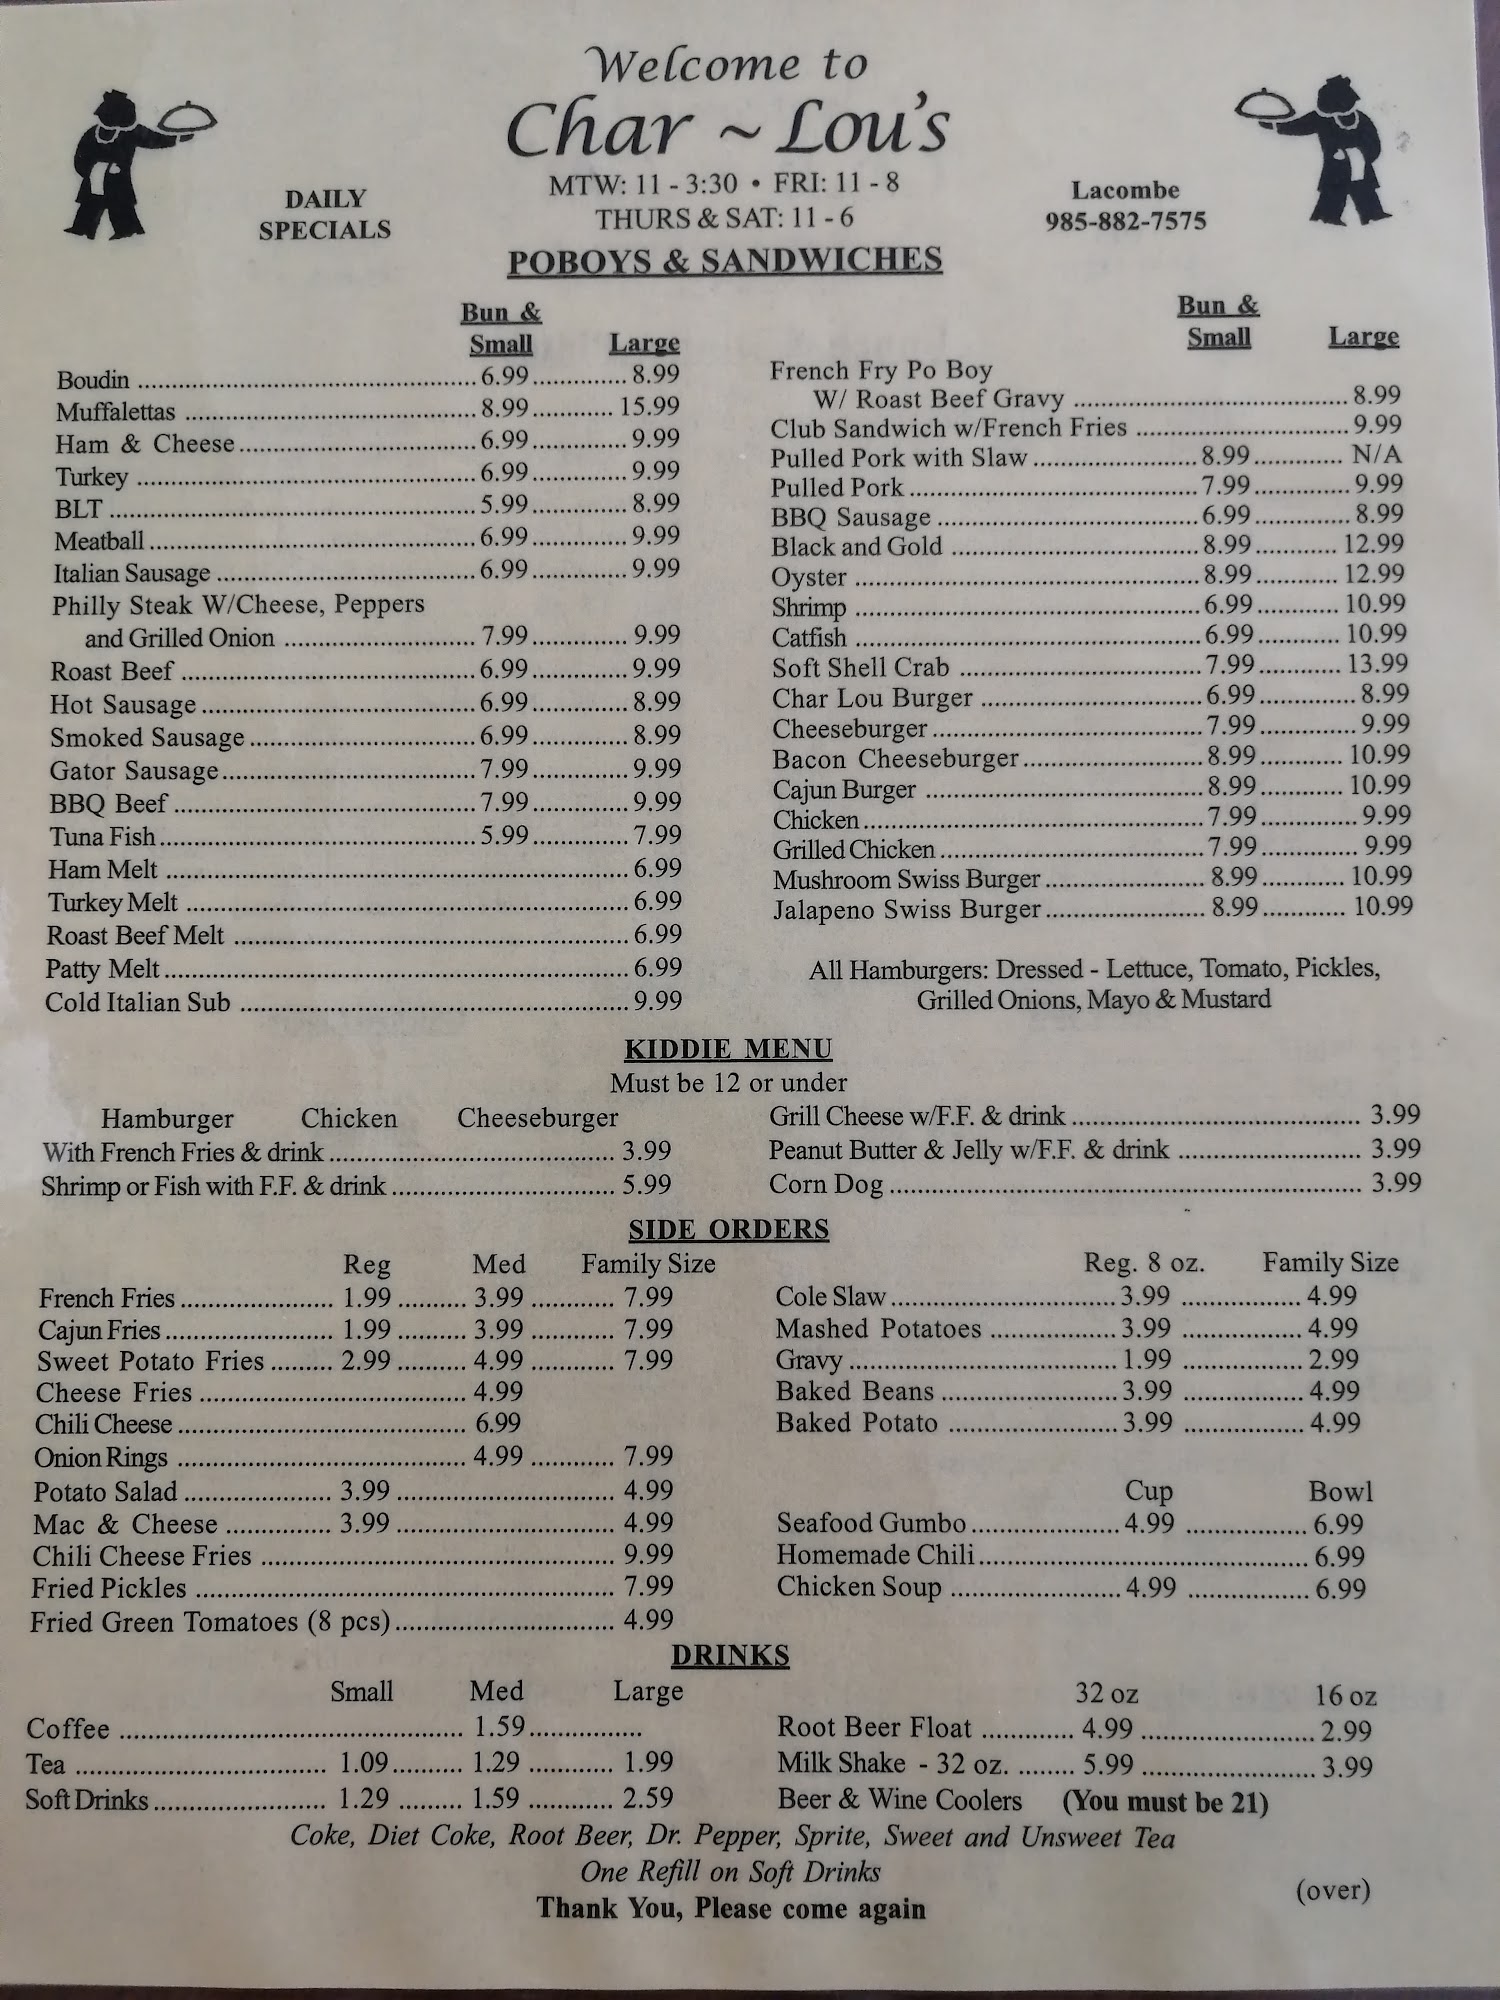 Welcome to
Char ~ Lou's
MTW: 11 - 3:30 • FRI: 11 - 8
THURS & SAT: 11 - 6
DAILY
SPECIALS
Lacombe
985-882-7575
POBOYS & SANDWICHES
Bun &
Small Large
Boudin 6.99 8.99
Muffalettas 8.99 15.99
Ham & Cheese 6.99 9.99
Turkey 6.99 9.99
BLT 5.99 8.99
Meatball 6.99 9.99
Italian Sausage 6.99 9.99
Philly Steak W/Cheese, Peppers
and Grilled Onion 7.99 9.99
Roast Beef 6.99 9.99
Hot Sausage 6.99 8.99
Smoked Sausage 6.99 8.99
Gator Sausage 7.99 9.99
BBQ Beef 7.99 9.99
Tuna Fish 5.99 7.99
Ham Melt 6.99
Turkey Melt 6.99
Roast Beef Melt 6.99
Patty Melt 6.99
Cold Italian Sub 9.99
Bun &
Small Large
French Fry Po Boy
W/ Roast Beef Gravy 8.99
Club Sandwich w/French Fries 9.99
Pulled Pork with Slaw 8.99 N/A
Pulled Pork 7.99 9.99
BBQ Sausage 6.99 8.99
Black and Gold 8.99 12.99
Oyster 8.99 12.99
Shrimp 6.99 10.99
Catfish 6.99 10.99
Soft Shell Crab 7.99 13.99
Char Lou Burger 6.99 8.99
Cheeseburger 7.99 9.99
Bacon Cheeseburger 8.99 10.99
Cajun Burger 8.99 10.99
Chicken 7.99 9.99
Grilled Chicken 7.99 9.99
Mushroom Swiss Burger 8.99 10.99
Jalapeno Swiss Burger 8.99 10.99
All Hamburgers: Dressed - Lettuce, Tomato, Pickles,
Grilled Onions, Mayo & Mustard
KIDDIE MENU
Must be 12 or under
Hamburger Chicken Cheeseburger
With French Fries & drink 3.99
Shrimp or Fish with F.F. & drink 5.99
Grill Cheese w/F.F. & drink 3.99
Peanut Butter & Jelly w/F.F. & drink 3.99
Corn Dog 3.99
SIDE ORDERS
Reg Med Family Size
French Fries 1.99 3.99 7.99
Cajun Fries 1.99 3.99 7.99
Sweet Potato Fries 2.99 4.99 7.99
Cheese Fries 4.99
Chili Cheese 6.99
Onion Rings 4.99 7.99
Potato Salad 3.99 4.99
Mac & Cheese 3.99 4.99
Chili Cheese Fries 9.99
Fried Pickles 7.99
Fried Green Tomatoes (8 pcs) 4.99
Reg. 8 oz. Family Size
Cole Slaw 3.99 4.99
Mashed Potatoes 3.99 4.99
Gravy 1.99 2.99
Baked Beans 3.99 4.99
Baked Potato 3.99 4.99
Cup Bowl
Seafood Gumbo 4.99 6.99
Homemade Chili 6.99
Chicken Soup 4.99 6.99
DRINKS
Small Med Large
Coffee 1.59
Tea 1.09 1.29 1.99
Soft Drinks 1.29 1.59 2.59
32 oz 16 oz
Root Beer Float 4.99 2.99
Milk Shake - 32 oz. 5.99 3.99
Beer & Wine Coolers (You must be 21)
Coke, Diet Coke, Root Beer, Dr. Pepper, Sprite, Sweet and Unsweet Tea
One Refill on Soft Drinks
Thank You, Please come again
(over)